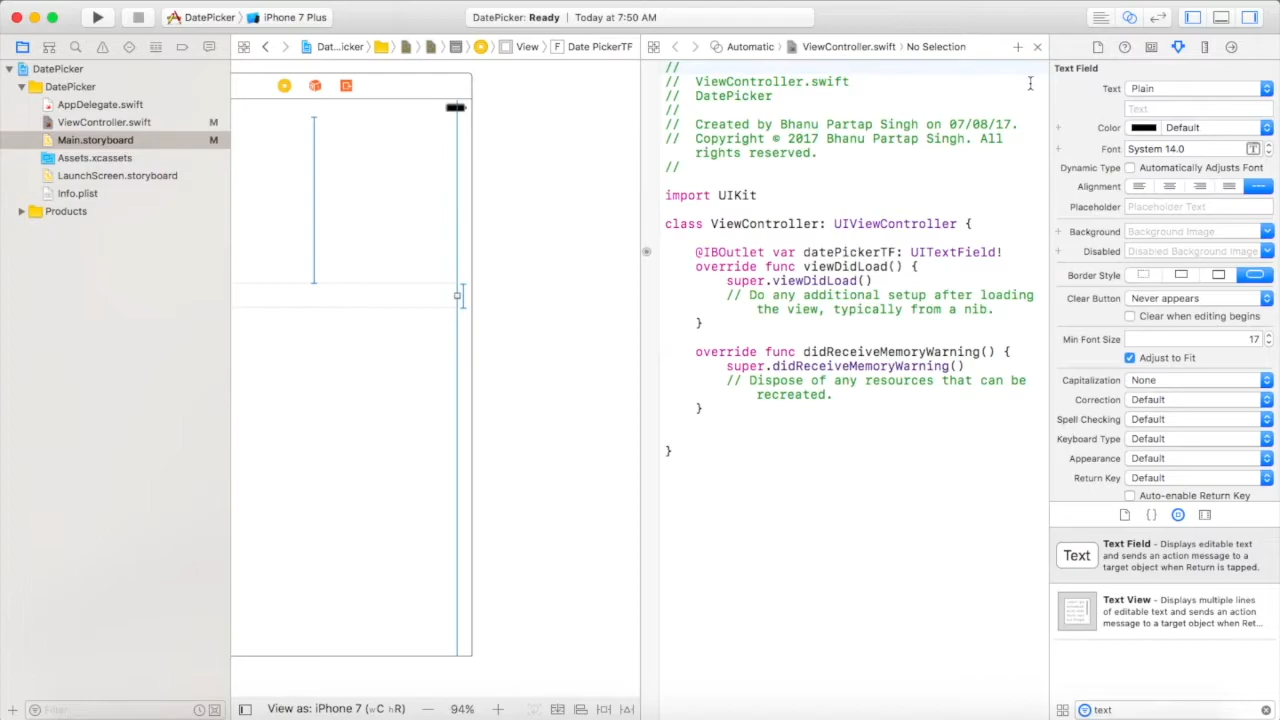 DatePicker
iPhone 7 Plus
DatePicker: Ready
Today at 7:50 AM
Dat...icker
View
F
Date PickerTF
Automatic
ViewController.swift
No Selection
DatePicker
DatePicker
AppDelegate.swift
ViewController.swift
M
Main.storyboard
M
Assets.xcassets
LaunchScreen.storyboard
Info.plist
Products
Filter
View as: iPhone 7 (wC hR)
94%
//
//  ViewController.swift
//  DatePicker
//
//  Created by Bhanu Partap Singh on 07/08/17.
//  Copyright © 2017 Bhanu Partap Singh. All
rights reserved.
//
import UIKit
class ViewController: UIViewController {
@IBOutlet var datePickerTF: UITextField!
override func viewDidLoad() {
super.viewDidLoad()
// Do any additional setup after loading
the view, typically from a nib.
}
override func didReceiveMemoryWarning() {
super.didReceiveMemoryWarning()
// Dispose of any resources that can be
recreated.
}
}
Text Field
Text
Plain
Text
Color
Default
Font
System 14.0
T
Dynamic Type
Automatically Adjusts Font
Alignment
Placeholder
Placeholder Text
Background
Background Image
Disabled
Disabled Background Image
Border Style
Clear Button
Never appears
Clear when editing begins
Min Font Size
17
Adjust to Fit
Capitalization
None
Correction
Default
Spell Checking
Default
Keyboard Type
Default
Appearance
Default
Return Key
Default
Auto-enable Return Key
{ }
Text
Text Field - Displays editable text
and sends an action message to a
target object when Return is tapped.
Text View - Displays multiple lines
of editable text and sends an action
message to a target object when Ret...
text